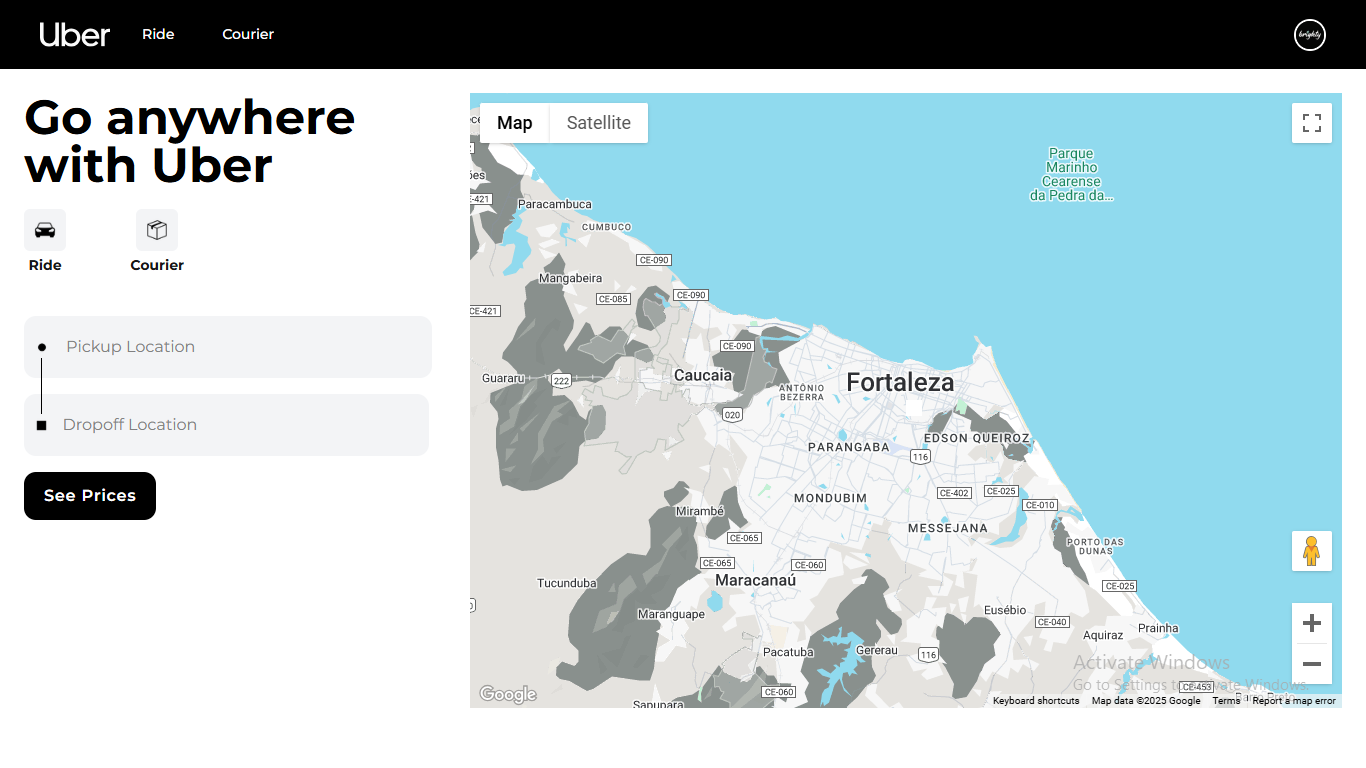 Uber
Ride
Courier
brightly
Go anywhere
with Uber
Ride
Courier
Pickup Location
Dropoff Location
See Prices
Map
Satellite
Parque
Marinho
Cearense
da Pedra da...
CE-421
Paracambuca
CUMBUCO
CE-090
Mangabeira
CE-085
CE-090
CE-421
CE-090
Guararu
222
Caucaia
Fortaleza
ANTÔNIO
BEZERRA
020
PARANGABA
EDSON QUEIROZ
116
MONDUBIM
CE-402
CE-025
CE-010
Mirambé
MESSEJANA
CE-065
PORTO DAS
DUNAS
CE-065
CE-060
Tucunduba
Maracanaú
CE-025
Maranguape
Eusébio
CE-040
Prainha
Aquiraz
Pacatuba
Gererau
116
Activate Windows
Go to Settings to activate Windows.
CE-060
CE-453
Barro Preto
Sapupara
Google
Keyboard shortcuts
Map data ©2025 Google
Terms
Report a map error